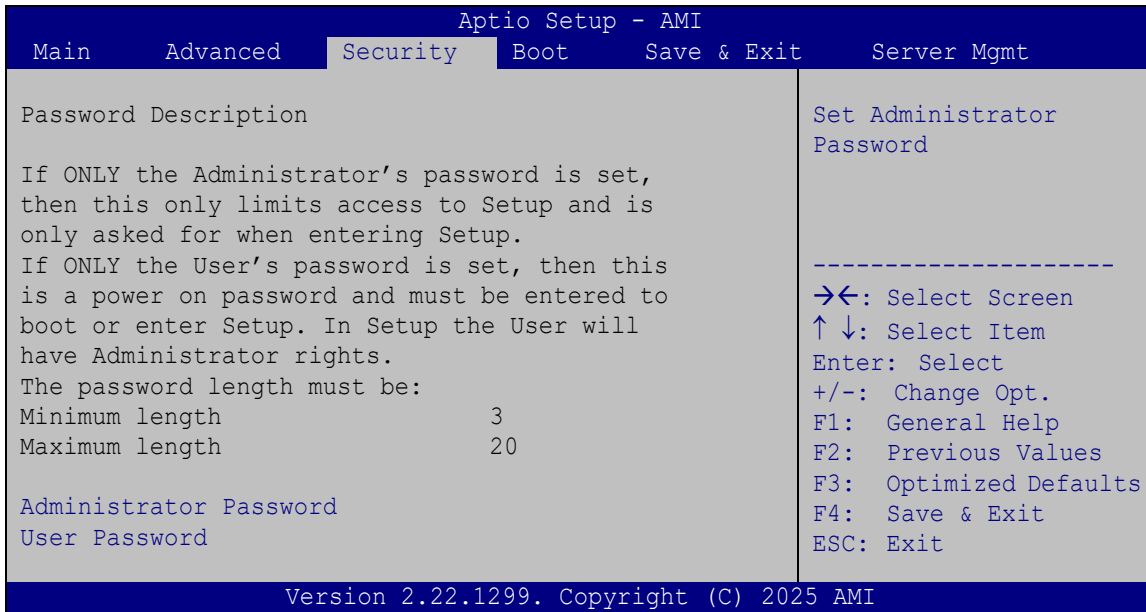 Aptio Setup - AMI
Main Advanced Security Boot Save & Exit Server Mgmt
Password Description
If ONLY the Administrator’s password is set,
then this only limits access to Setup and is
only asked for when entering Setup.
If ONLY the User’s password is set, then this
is a power on password and must be entered to
boot or enter Setup. In Setup the User will
have Administrator rights.
The password length must be:
Minimum length 3
Maximum length 20
Administrator Password
User Password
Set Administrator
Password
---------------------
→←: Select Screen
↑ ↓: Select Item
Enter: Select
+/-: Change Opt.
F1: General Help
F2: Previous Values
F3: Optimized Defaults
F4: Save & Exit
ESC: Exit
Version 2.22.1299. Copyright (C) 2025 AMI